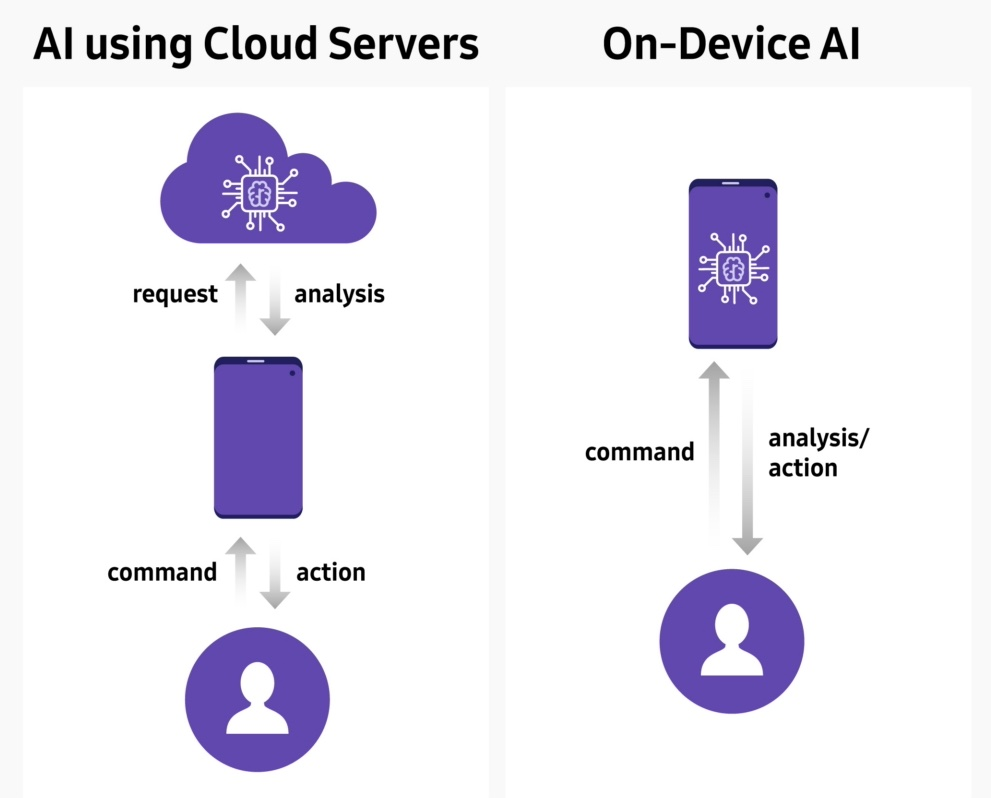 AI using Cloud Servers
request
analysis
command
action
On-Device AI
command
analysis/
action